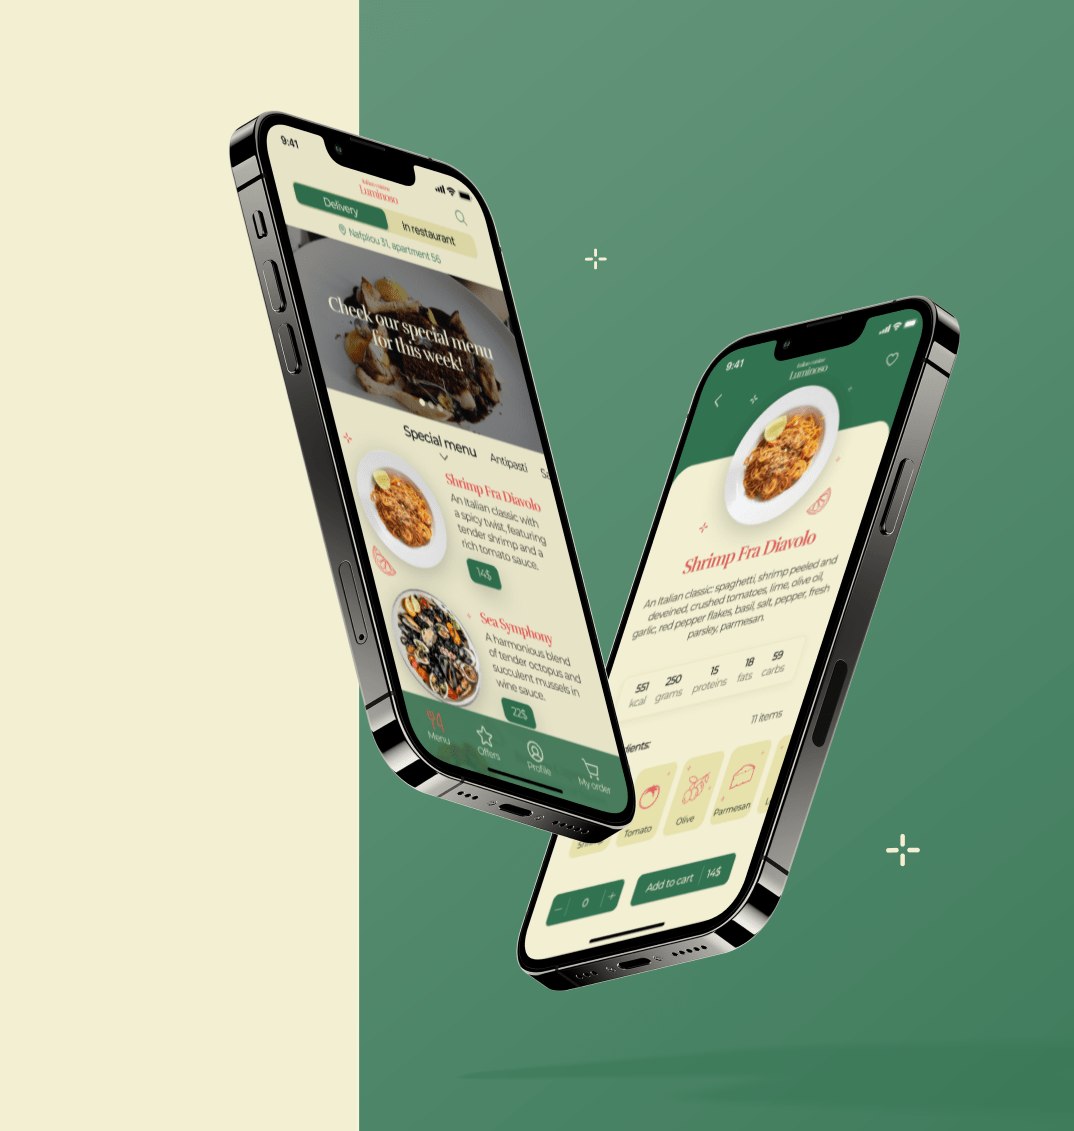 9:41
Italian cuisine
Luminoso
Delivery
In restaurant
Nafpliou 31, apartment 56
Check our special menu
for this week!
Special menu
Antipasti
Shrimp Fra Diavolo
An Italian classic with
a spicy twist, featuring
tender shrimp and a
rich tomato sauce.
14$
Sea Symphony
A harmonious blend
of tender octopus and
succulent mussels in
wine sauce.
22$
Menu
Offers
Profile
My order
9:41
Italian cuisine
Luminoso
Shrimp Fra Diavolo
An Italian classic: spaghetti, shrimp peeled and
deveined, crushed tomatoes, lime, olive oil,
garlic, red pepper flakes, basil, salt, pepper, fresh
parsley, parmesan.
551
kcal
250
grams
15
proteins
18
fats
59
carbs
11 items
Tomato
Olive
Parmesan
0
Add to cart
14$